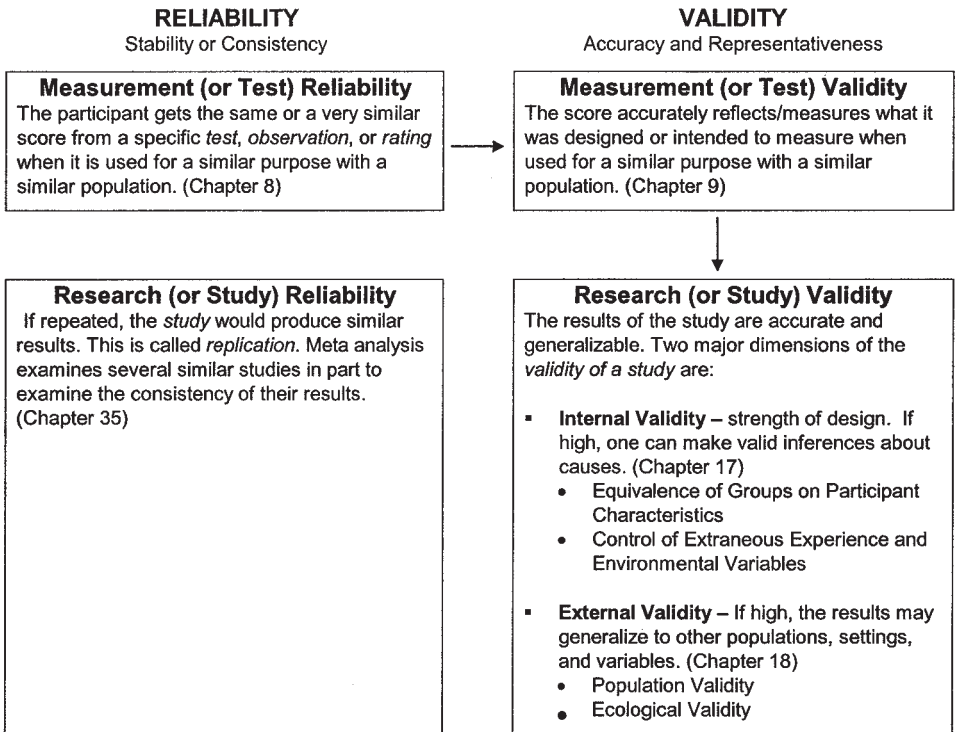 RELIABILITY
Stability or Consistency
VALIDITY
Accuracy and Representativeness
Measurement (or Test) Reliability
The participant gets the same or a very similar
score from a specific test, observation, or rating
when it is used for a similar purpose with a
similar population. (Chapter 8)
Measurement (or Test) Validity
The score accurately reflects/measures what it
was designed or intended to measure when
used for a similar purpose with a similar
population. (Chapter 9)
Research (or Study) Reliability
If repeated, the study would produce similar
results. This is called replication. Meta analysis
examines several similar studies in part to
examine the consistency of their results.
(Chapter 35)
Research (or Study) Validity
The results of the study are accurate and
generalizable. Two major dimensions of the
validity of a study are:
▪ Internal Validity – strength of design. If
high, one can make valid inferences about
causes. (Chapter 17)
• Equivalence of Groups on Participant
Characteristics
• Control of Extraneous Experience and
Environmental Variables
▪ External Validity – If high, the results may
generalize to other populations, settings,
and variables. (Chapter 18)
• Population Validity
• Ecological Validity